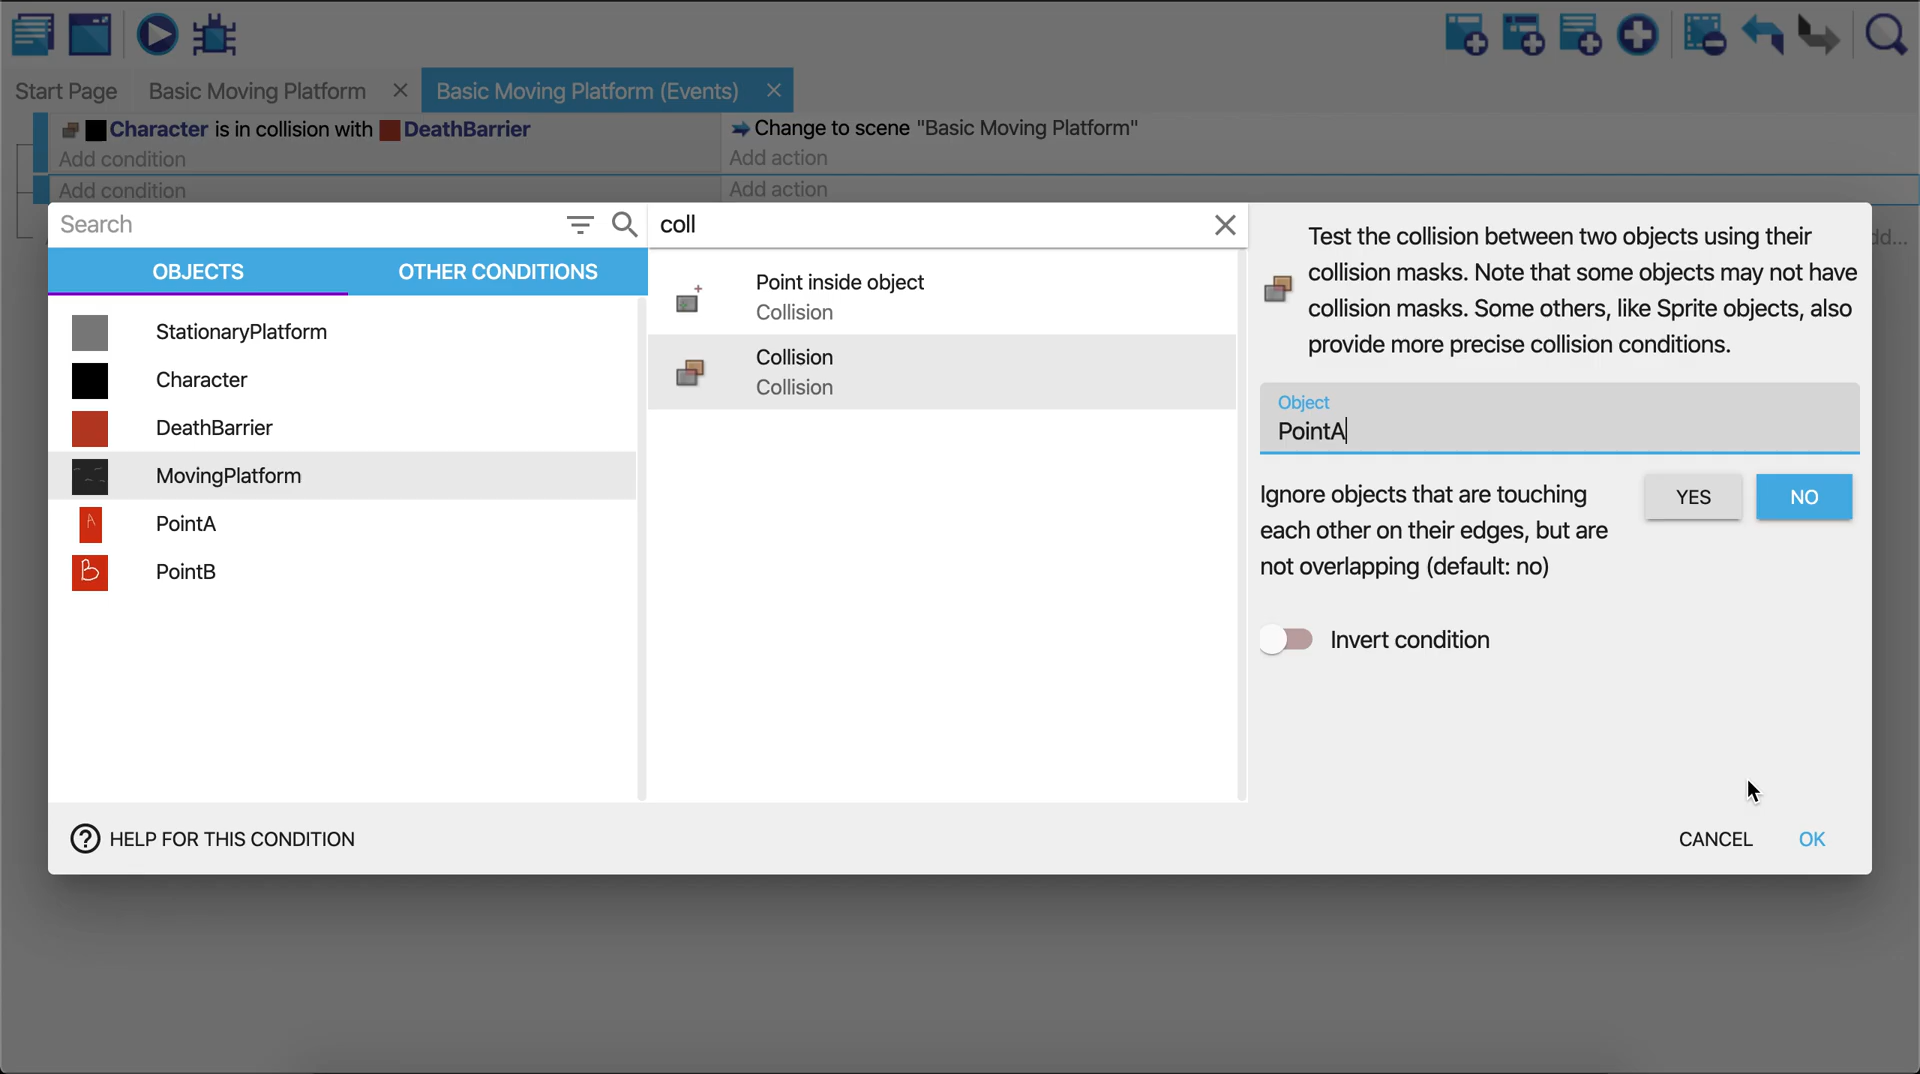 Start Page
Basic Moving Platform
Basic Moving Platform (Events)
Character is in collision with DeathBarrier
Change to scene "Basic Moving Platform"
Add condition
Add action
Add condition
Add action
Search
coll
OBJECTS
OTHER CONDITIONS
StationaryPlatform
Character
DeathBarrier
MovingPlatform
A
PointA
B
PointB
Point inside object
Collision
Collision
Collision
Test the collision between two objects using their
collision masks. Note that some objects may not have
collision masks. Some others, like Sprite objects, also
provide more precise collision conditions.
Object
PointA
Ignore objects that are touching
each other on their edges, but are
not overlapping (default: no)
YES
NO
Invert condition
HELP FOR THIS CONDITION
CANCEL
OK